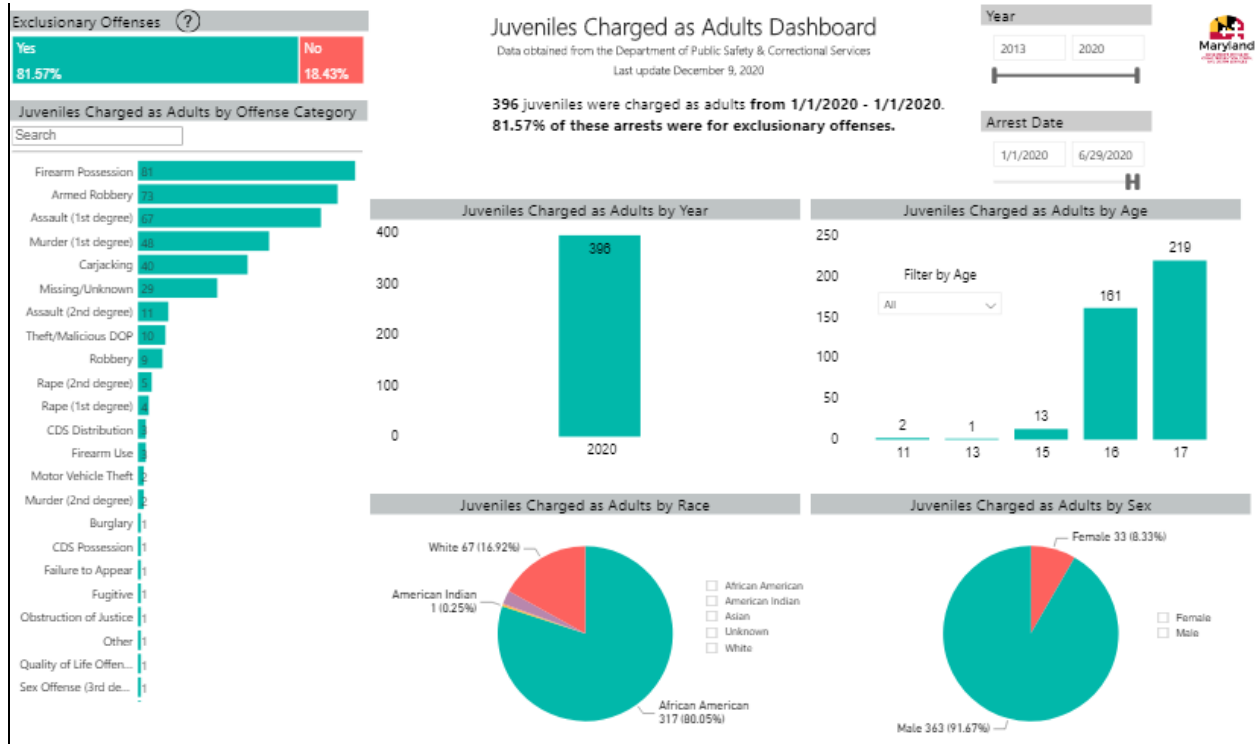 Exclusionary Offenses ?
Yes
81.57%
No
18.43%
Juveniles Charged as Adults Dashboard
Data obtained from the Department of Public Safety & Correctional Services
Last update December 9, 2020
396 juveniles were charged as adults from 1/1/2020 - 1/1/2020.
81.57% of these arrests were for exclusionary offenses.
Year
2013 2020
Arrest Date
1/1/2020 6/29/2020
Maryland
Juveniles Charged as Adults by Offense Category
Search
Firearm Possession 81
Armed Robbery 73
Assault (1st degree) 67
Murder (1st degree) 48
Carjacking 40
Missing/Unknown 29
Assault (2nd degree) 11
Theft/Malicious DOP 10
Robbery 9
Rape (2nd degree) 5
Rape (1st degree) 4
CDS Distribution 3
Firearm Use 3
Motor Vehicle Theft 2
Murder (2nd degree) 2
Burglary 1
CDS Possession 1
Failure to Appear 1
Fugitive 1
Obstruction of Justice 1
Other 1
Quality of Life Offen... 1
Sex Offense (3rd de... 1
Juveniles Charged as Adults by Year
400
300
200
100
0
396
2020
Juveniles Charged as Adults by Age
250
200
150
100
50
0
Filter by Age
All
2 1 13 161 219
11 13 15 16 17
Juveniles Charged as Adults by Race
White 67 (16.92%)
American Indian
1 (0.25%)
African American
317 (80.05%)
African American
American Indian
Asian
Unknown
White
Juveniles Charged as Adults by Sex
Female 33 (8.33%)
Male 363 (91.67%)
Female
Male